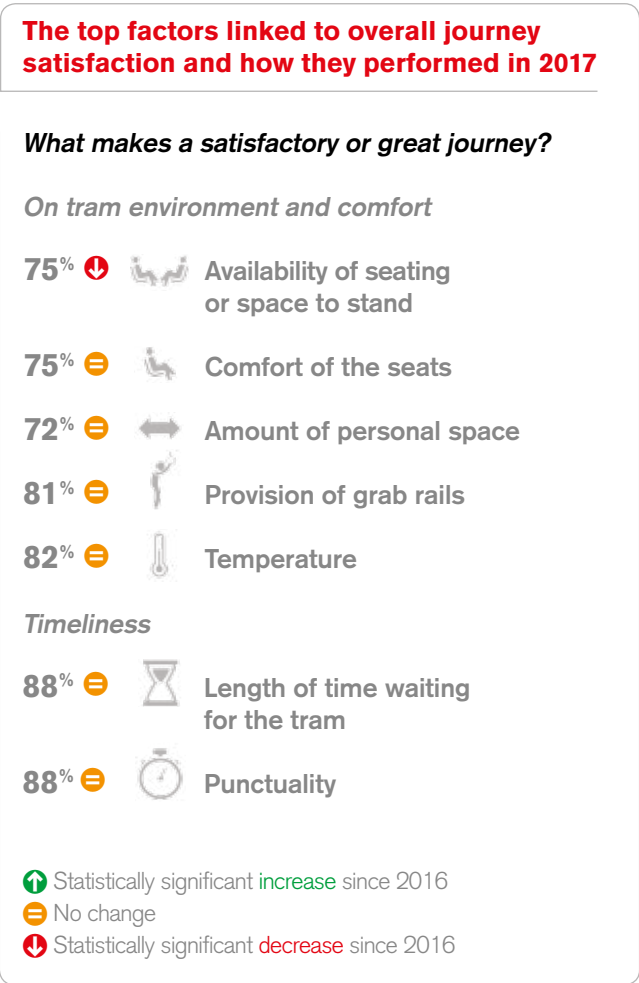 The top factors linked to overall journey
satisfaction and how they performed in 2017
What makes a satisfactory or great journey?
On tram environment and comfort
75% Availability of seating
or space to stand
75% Comfort of the seats
72% Amount of personal space
81% Provision of grab rails
82% Temperature
Timeliness
88% Length of time waiting
for the tram
88% Punctuality
Statistically significant increase since 2016
No change
Statistically significant decrease since 2016